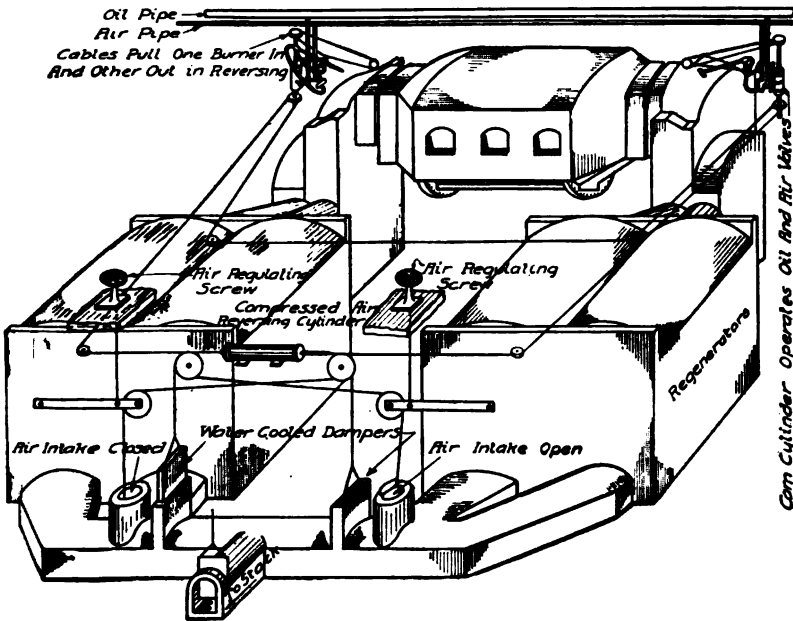 Oil Pipe
Air Pipe
Cables Pull One Burner In
And Other Out in Reversing
Air Regulating
Screw
Air Regulating
Screw
Compressed Air
Reversing Cylinder
Regenerators
Cam Cylinder Operates Oil And Air Valves
Air Intake Closed
Water Cooled Dampers
Air Intake Open
To Stack